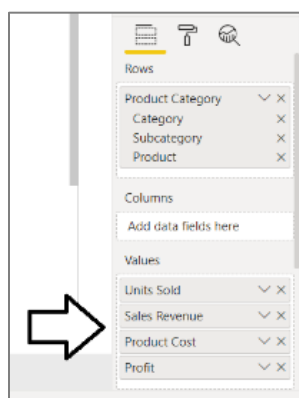 Rows
Product Category
Category
Subcategory
Product
Columns
Add data fields here
Values
Units Sold
Sales Revenue
Product Cost
Profit